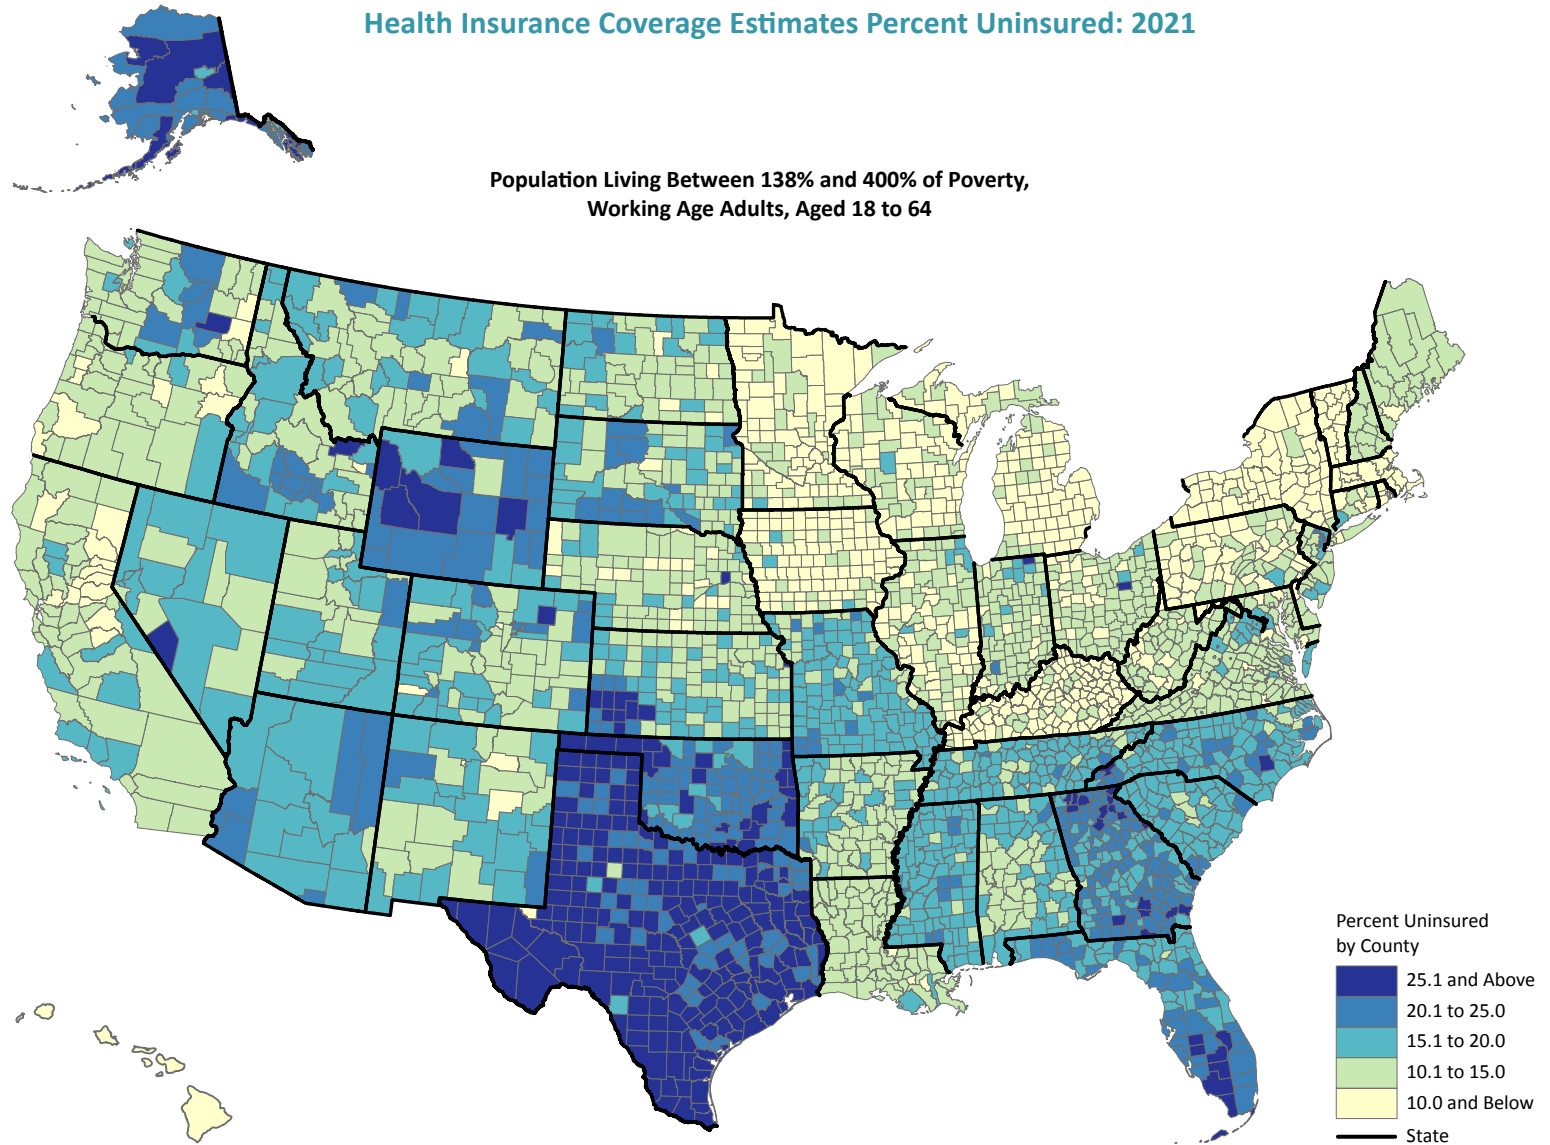 Health Insurance Coverage Estimates Percent Uninsured: 2021
Population Living Between 138% and 400% of Poverty,
Working Age Adults, Aged 18 to 64
Percent Uninsured
by County
25.1 and Above
20.1 to 25.0
15.1 to 20.0
10.1 to 15.0
10.0 and Below
State